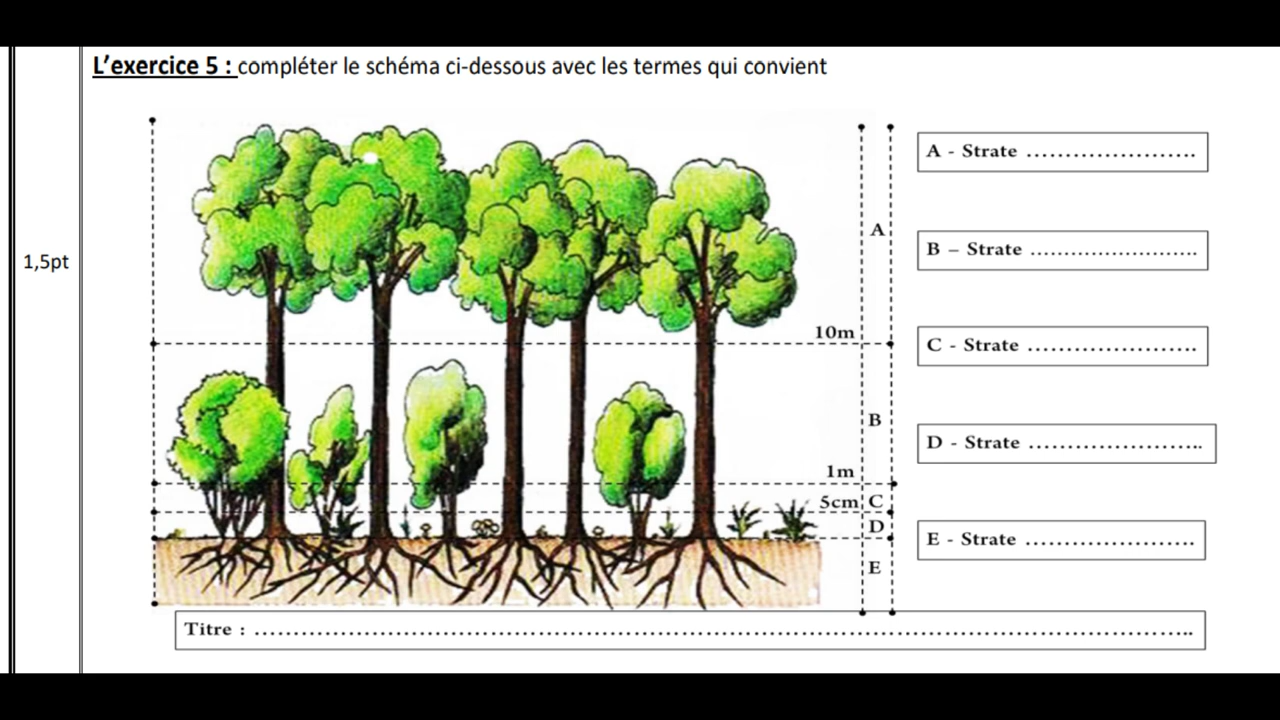 L'exercice 5 : compléter le schéma ci-dessous avec les termes qui convient
1,5pt
A
10m
B
1m
5cm
C
D
E
A - Strate ......................
B – Strate ........................
C - Strate ......................
D - Strate .......................
E - Strate ......................
Titre : ........................................................................................................................